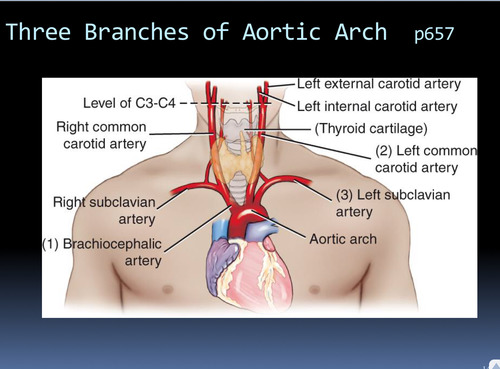 Three Branches of Aortic Arch p657
Left external carotid artery
Level of C3-C4
Left internal carotid artery
Right common
carotid artery
(Thyroid cartilage)
(2) Left common
carotid artery
Right subclavian
artery
(3) Left subclavian
artery
(1) Brachiocephalic
artery
Aortic arch